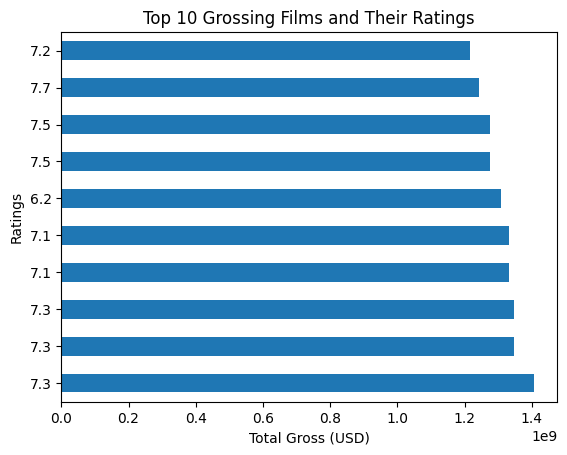 Top 10 Grossing Films and Their Ratings
7.2
7.7
7.5
7.5
6.2
7.1
7.1
7.3
7.3
7.3
Ratings
0.0 0.2 0.4 0.6 0.8 1.0 1.2 1.4
1e9
Total Gross (USD)